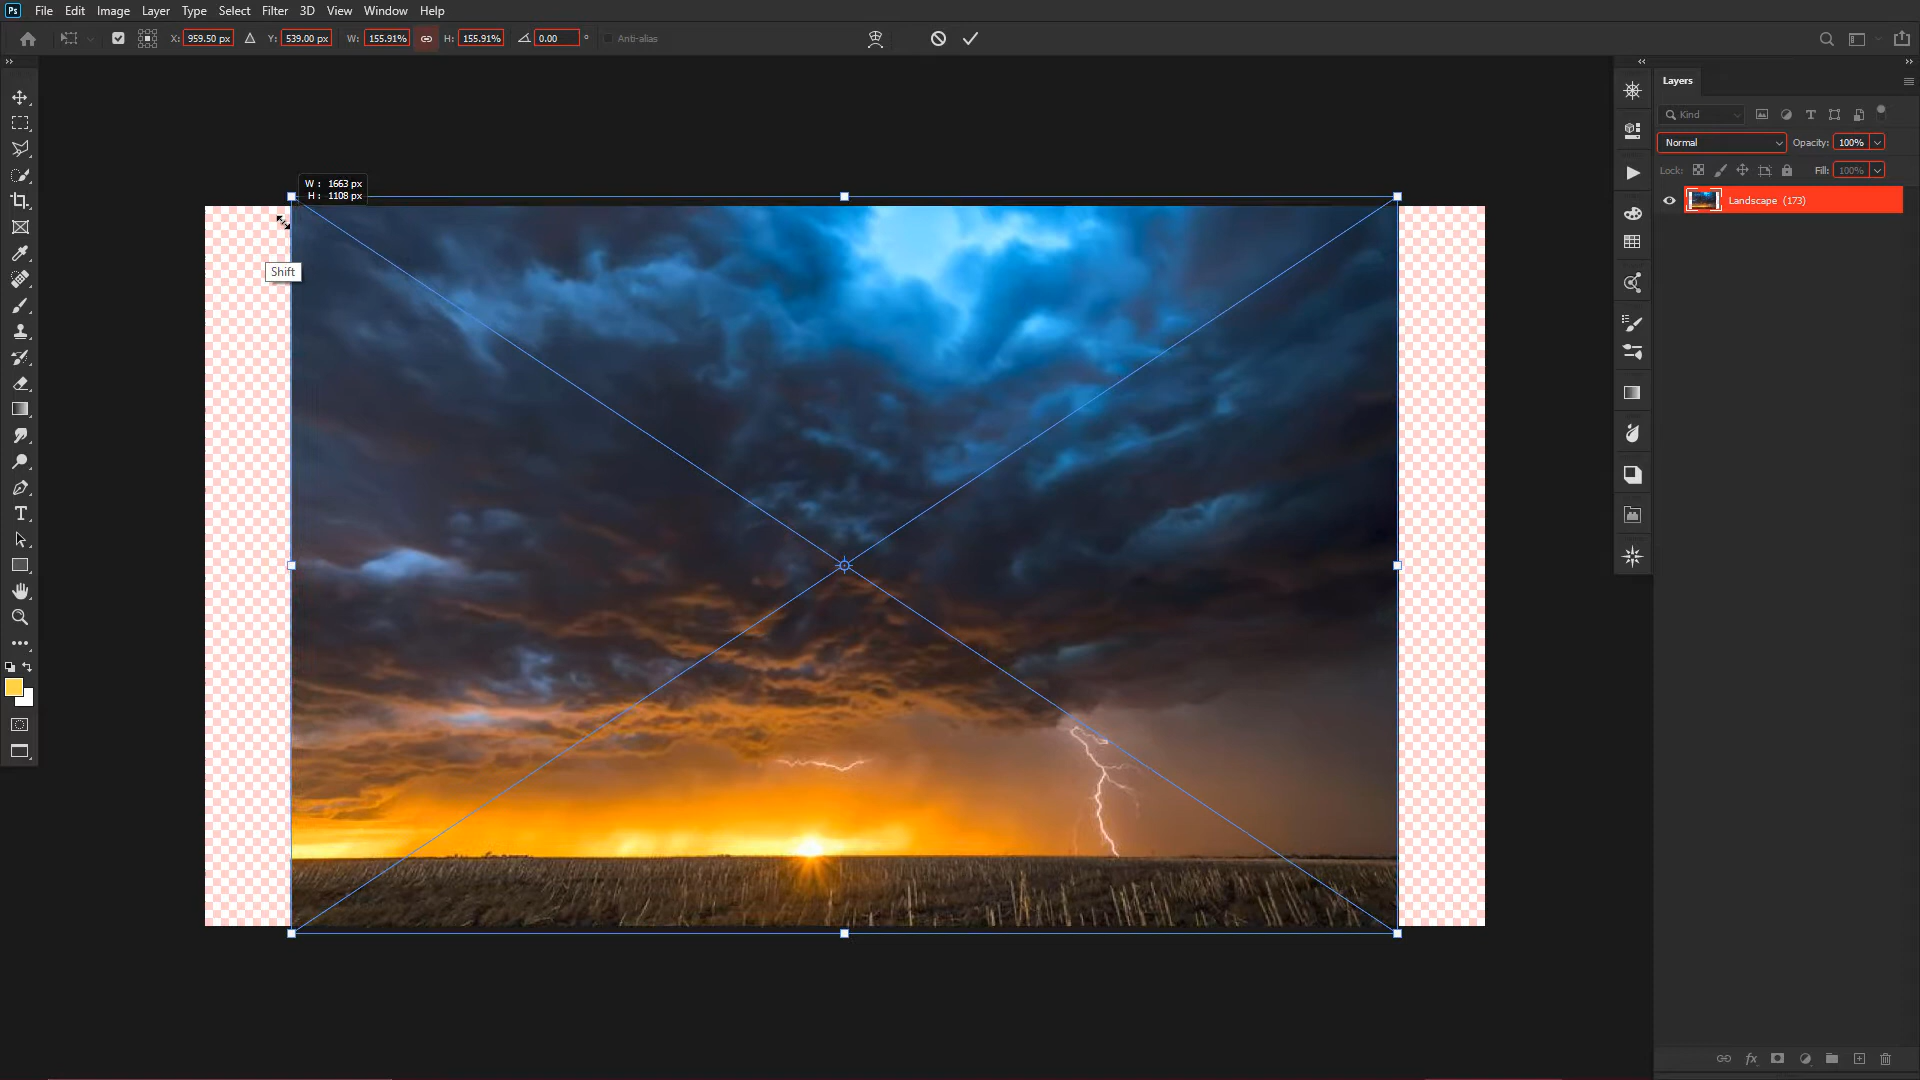 Ps File Edit Image Layer Type Select Filter 3D View Window Help
X: 959.50 px Y: 539.00 px W: 155.91% H: 155.91% 0.00 ° Anti-alias
Layers
Kind
Normal Opacity: 100%
Lock: Fill: 100%
Landscape (173)
W : 1663 px
H : 1108 px
Shift